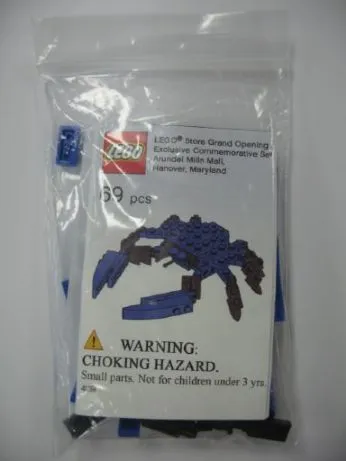 LEGO
LEGO® Store Grand Opening
Exclusive Commemorative Set
Arundel Mills Mall,
Hanover, Maryland
69 pcs
WARNING:
CHOKING HAZARD.
Small parts. Not for children under 3 yrs.